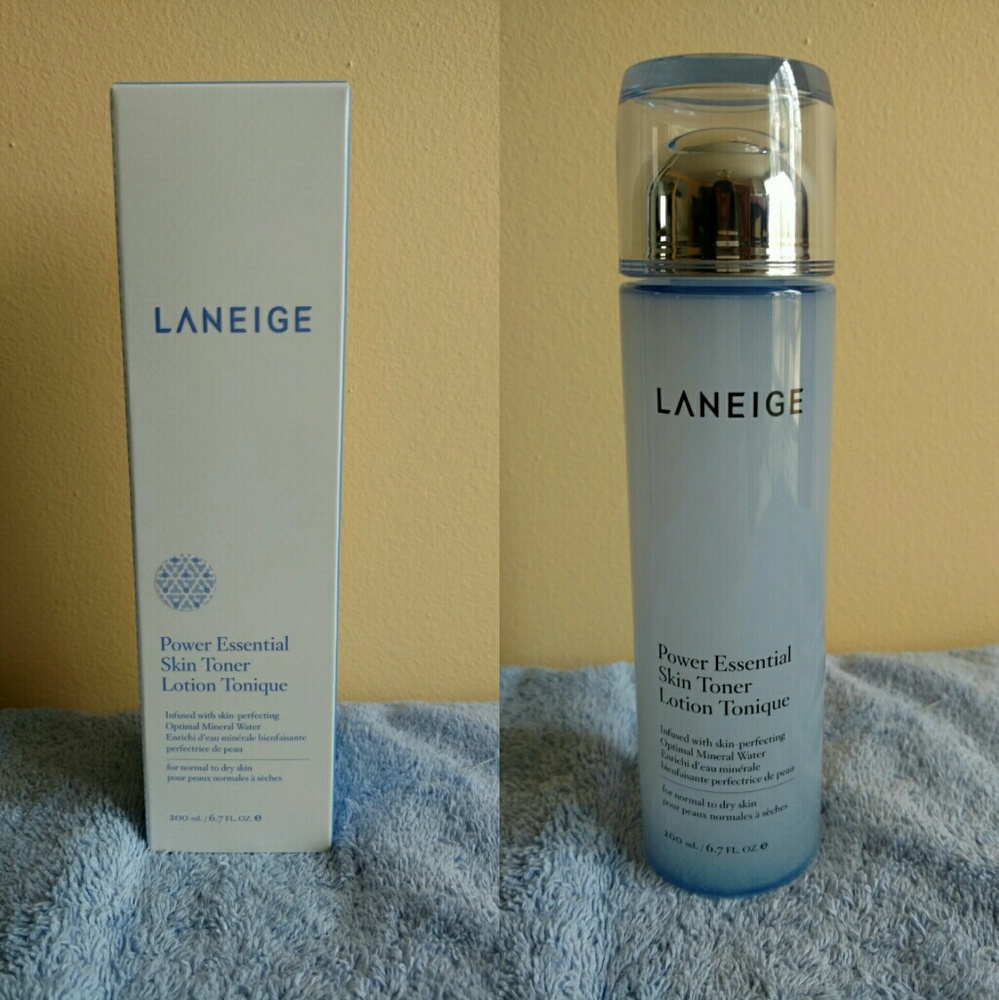 LANEIGE
Power Essential
Skin Toner
Lotion Tonique
Infused with skin-perfecting
Optimal Mineral Water
Enrichi d'eau minérale bienfaisante
perfectrice de peau
for normal to dry skin
pour peaux normales à sèches
200 ml / 6.7 FL. OZ. e
LANEIGE
Power Essential
Skin Toner
Lotion Tonique
Infused with skin-perfecting
Optimal Mineral Water
Enrichi d'eau minérale
bienfaisante perfectrice de peau
for normal to dry skin
pour peaux normales à sèches
200 ml / 6.7 FL. OZ. e